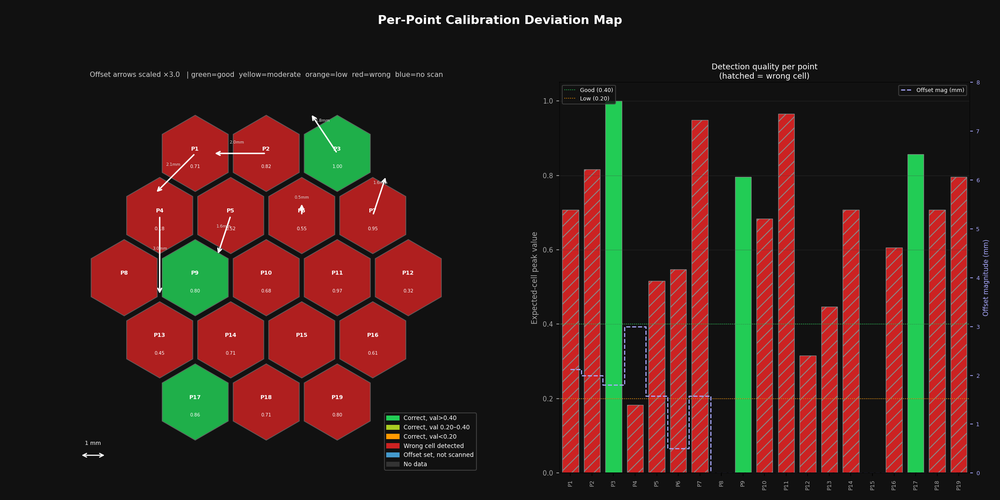 Per-Point Calibration Deviation Map
Offset arrows scaled ×3.0 | green=good yellow=moderate orange=low red=wrong blue=no scan
P1
0.71
2.1mm
P2
0.82
2.0mm
P3
1.00
P4
3.0mm
P5
P6
0.55
0.5mm
P7
0.95
P8
P9
0.80
P10
0.68
P11
0.97
P12
0.32
P13
0.45
P14
0.71
P15
P16
0.61
P17
0.86
P18
0.71
P19
0.80
1 mm
Correct, val>0.40
Correct, val 0.20–0.40
Correct, val<0.20
Wrong cell detected
Offset set, not scanned
No data
Detection quality per point
(hatched = wrong cell)
Good (0.40)
Low (0.20)
Offset mag (mm)
Expected-cell peak value
1.0
0.8
0.6
0.4
0.2
0.0
P1 P2 P3 P4 P5 P6 P7 P8 P9 P10 P11 P12 P13 P14 P15 P16 P17 P18 P19
8
7
6
5
4
3
2
1
0
Offset magnitude (mm)